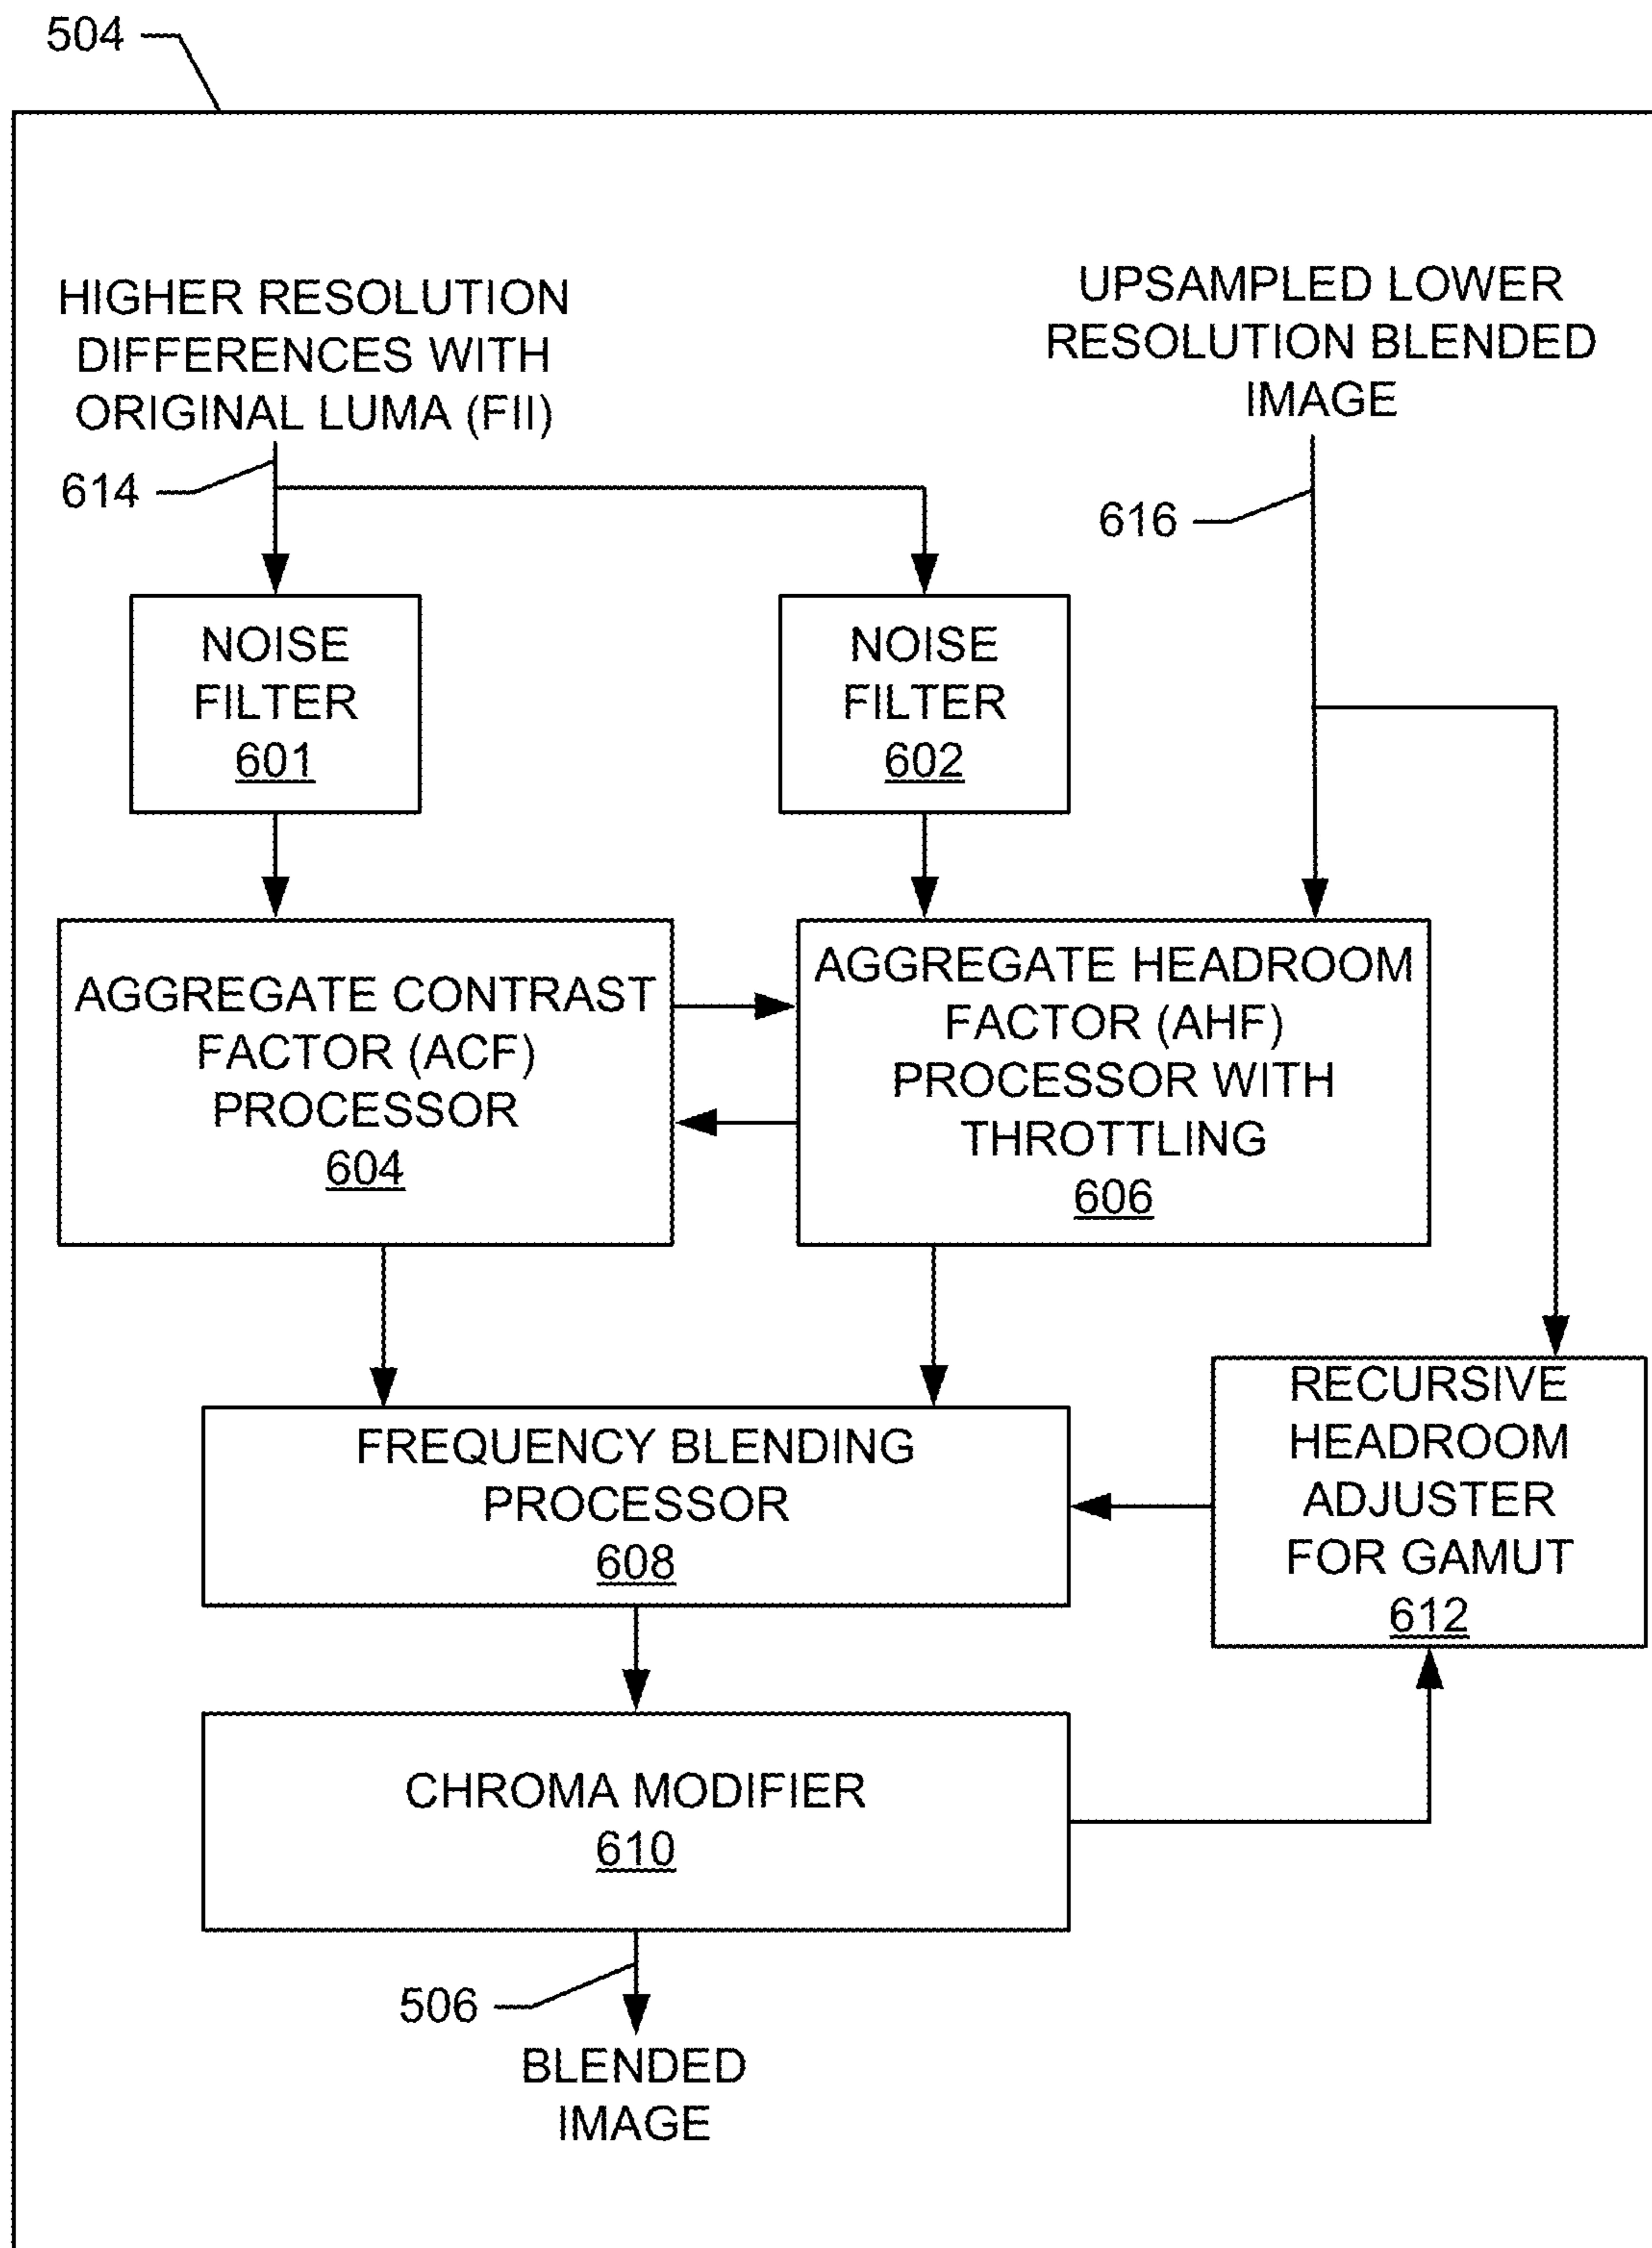 504
HIGHER RESOLUTION
DIFFERENCES WITH
ORIGINAL LUMA (FII)
614
UPSAMPLED LOWER
RESOLUTION BLENDED
IMAGE
616
NOISE
FILTER
601
NOISE
FILTER
602
AGGREGATE CONTRAST
FACTOR (ACF)
PROCESSOR
604
AGGREGATE HEADROOM
FACTOR (AHF)
PROCESSOR WITH
THROTTLING
606
FREQUENCY BLENDING
PROCESSOR
608
RECURSIVE
HEADROOM
ADJUSTER
FOR GAMUT
612
CHROMA MODIFIER
610
506
BLENDED
IMAGE